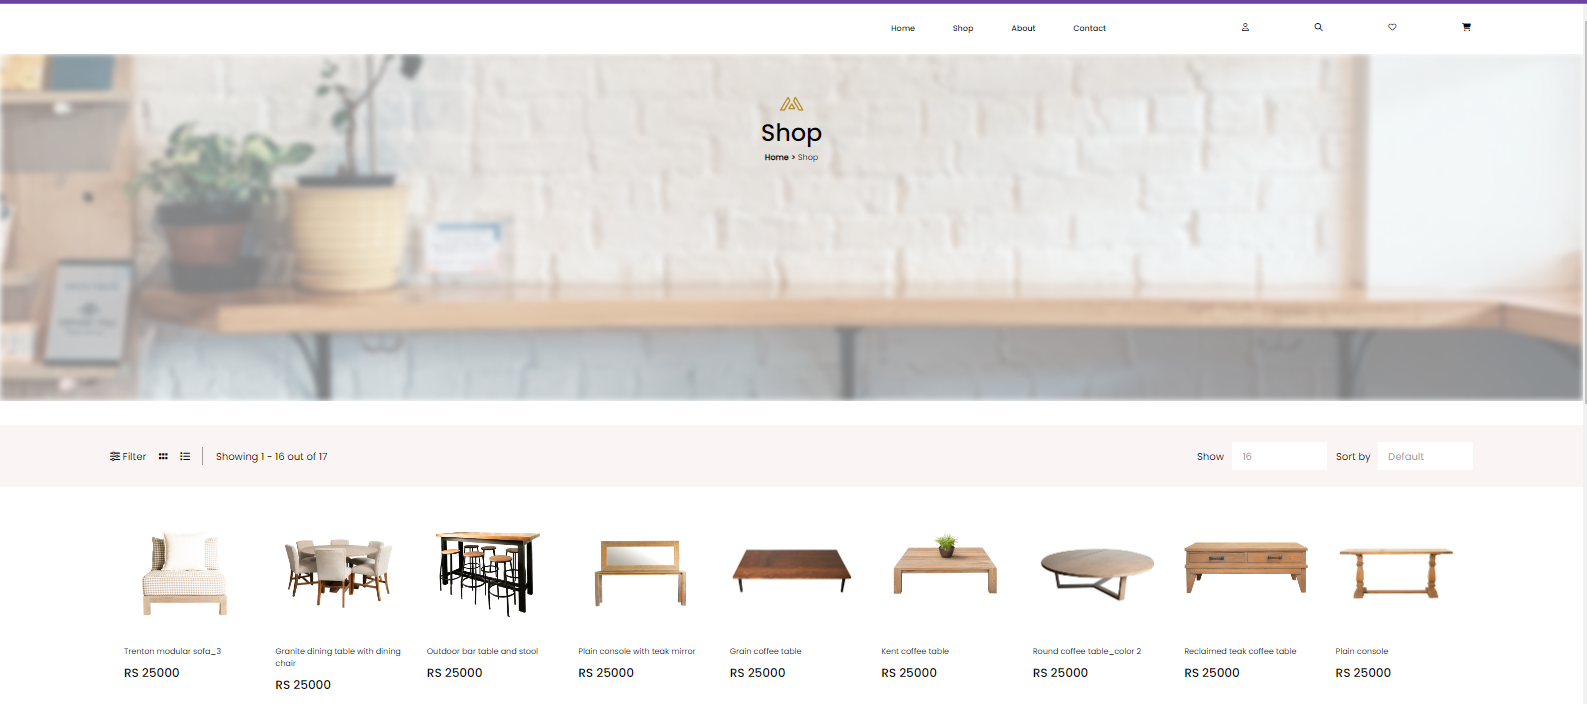 Home Shop About Contact
Shop
Home > Shop
Filter Showing 1 - 16 out of 17 Show 16 Sort by Default
Trenton modular sofa_3
RS 25000
Granite dining table with dining
chair
RS 25000
Outdoor bar table and stool
RS 25000
Plain console with teak mirror
RS 25000
Grain coffee table
RS 25000
Kent coffee table
RS 25000
Round coffee table_color 2
RS 25000
Reclaimed teak coffee table
RS 25000
Plain console
RS 25000